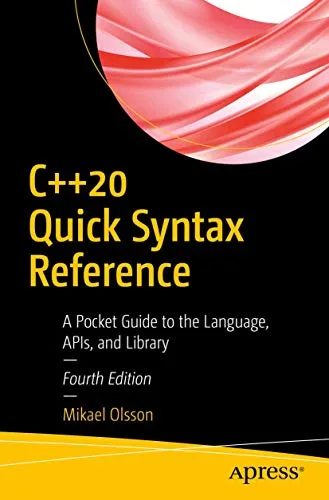 C++20
Quick Syntax
Reference
A Pocket Guide to the Language,
APIs, and Library
—
Fourth Edition
—
Mikael Olsson
Apress®